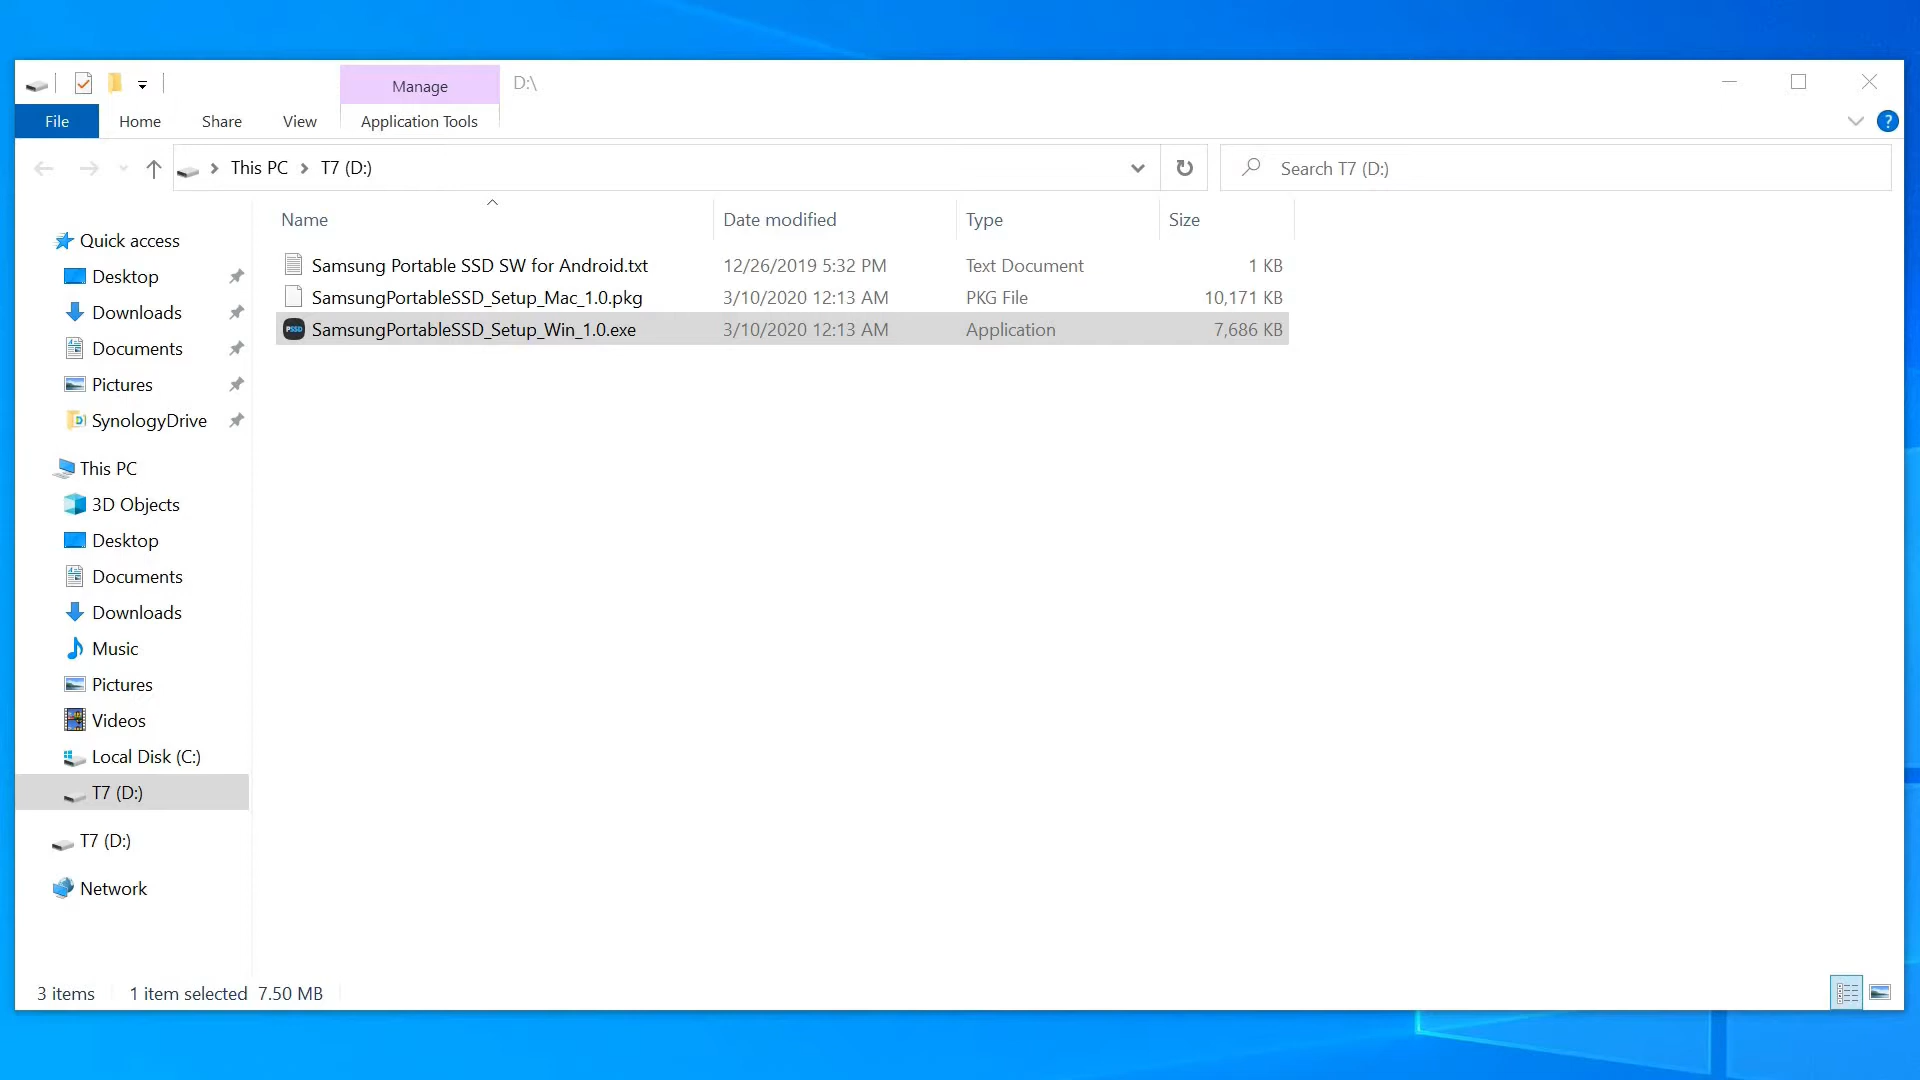 Manage
D:\
File
Home
Share
View
Application Tools
?
This PC
T7 (D:)
Search T7 (D:)
Name
Date modified
Type
Size
Samsung Portable SSD SW for Android.txt
12/26/2019 5:32 PM
Text Document
1 KB
SamsungPortableSSD_Setup_Mac_1.0.pkg
3/10/2020 12:13 AM
PKG File
10,171 KB
PSSD
SamsungPortableSSD_Setup_Win_1.0.exe
3/10/2020 12:13 AM
Application
7,686 KB
Quick access
Desktop
Downloads
Documents
Pictures
SynologyDrive
This PC
3D Objects
Desktop
Documents
Downloads
Music
Pictures
Videos
Local Disk (C:)
T7 (D:)
T7 (D:)
Network
3 items
1 item selected 7.50 MB